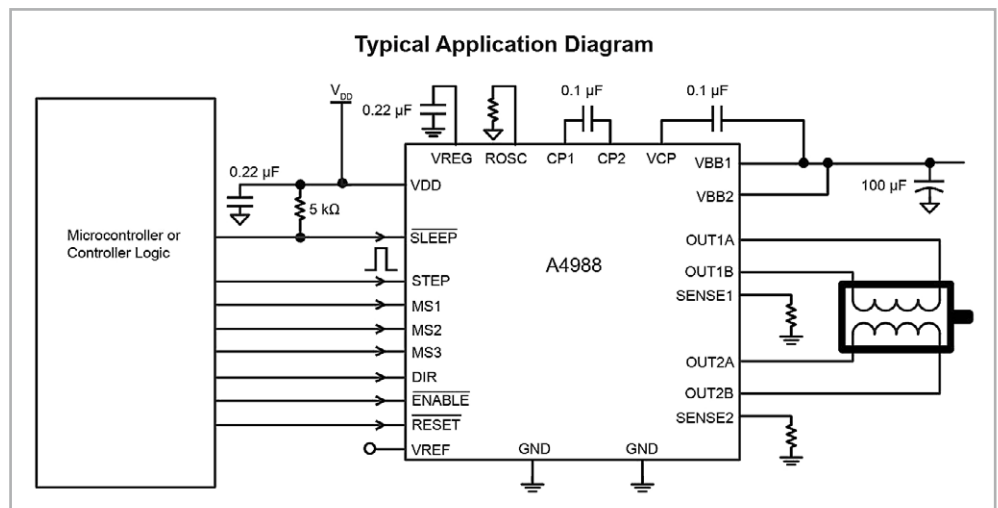 Typical Application Diagram
V_DD
0.22 µF
0.1 µF
0.1 µF
VREG
ROSC
CP1
CP2
VCP
0.22 µF
VDD
VBB1
5 kΩ
100 µF
VBB2
Microcontroller or
Controller Logic
SLEEP
OUT1A
A4988
OUT1B
STEP
SENSE1
MS1
MS2
MS3
OUT2A
DIR
OUT2B
ENABLE
SENSE2
RESET
VREF
GND
GND